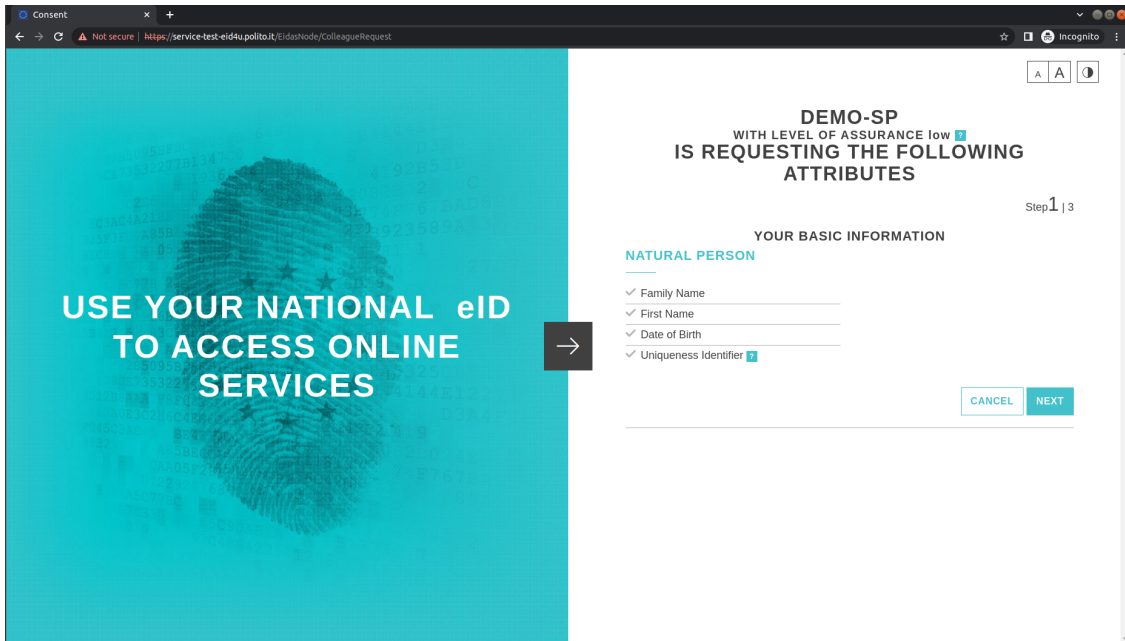 Consent
Not secure | https://service-test-eid4u.polito.it/EidasNode/ColleagueRequest
Incognito
A A
USE YOUR NATIONAL eID
TO ACCESS ONLINE
SERVICES
DEMO-SP
WITH LEVEL OF ASSURANCE low ?
IS REQUESTING THE FOLLOWING
ATTRIBUTES
Step1 | 3
YOUR BASIC INFORMATION
NATURAL PERSON
Family Name
First Name
Date of Birth
Uniqueness Identifier ?
CANCEL NEXT